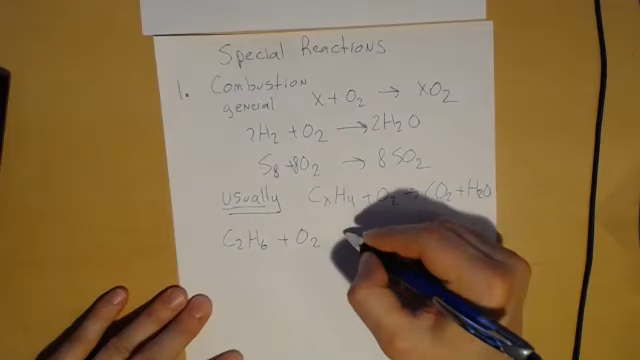 Special Reactions
1. Combustion
general X + O2 → XO2
2H2 + O2 → 2H2O
S8 + 8O2 → 8SO2
usually CxHy + O2 → CO2 + H2O
C2H6 + O2